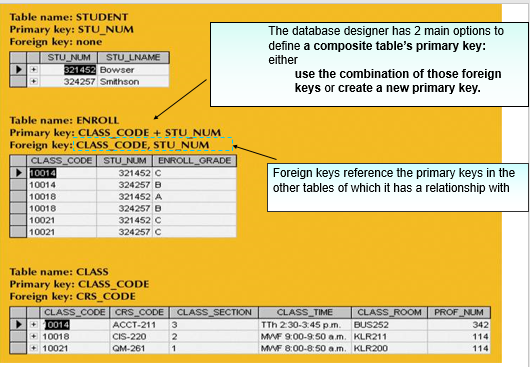 Table name: STUDENT
Primary key: STU_NUM
Foreign key: none
STU_NUM STU_LNAME
321452 Bowser
324257 Smithson
The database designer has 2 main options to
define a composite table's primary key:
either
use the combination of those foreign
keys or create a new primary key.
Table name: ENROLL
Primary key: CLASS_CODE + STU_NUM
Foreign key: CLASS_CODE, STU_NUM
CLASS_CODE STU_NUM ENROLL_GRADE
10014 321452 C
10014 324257 B
10018 321452 A
10018 324257 B
10021 321452 C
10021 324257 C
Foreign keys reference the primary keys in the
other tables of which it has a relationship with
Table name: CLASS
Primary key: CLASS_CODE
Foreign key: CRS_CODE
CLASS_CODE CRS_CODE CLASS_SECTION CLASS_TIME CLASS_ROOM PROF_NUM
10014 ACCT-211 3 TTh 2:30-3:45 p.m. BUS252 342
10018 CIS-220 2 MWF 9:00-9:50 a.m. KLR211 114
10021 QM-261 1 MWF 8:00-8:50 a.m. KLR200 114